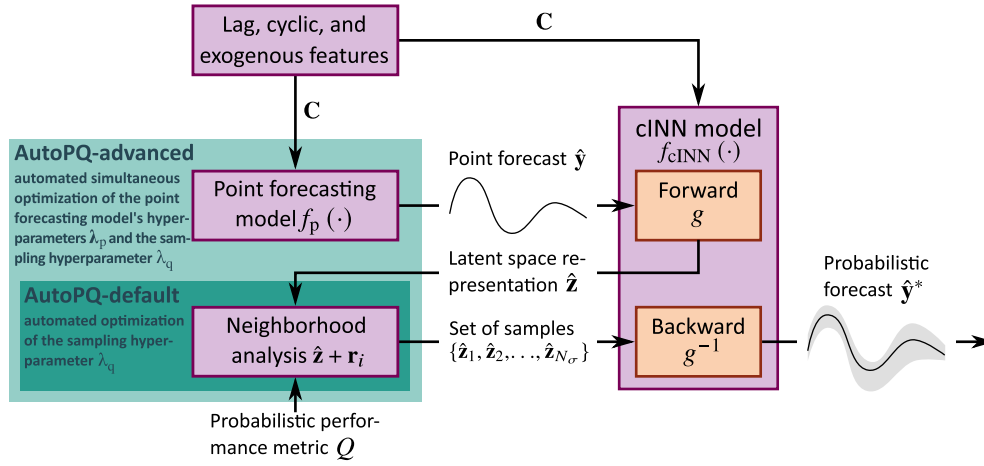 Lag, cyclic, and
exogenous features
C
C
cINN model
f_cINN (·)
AutoPQ-advanced
automated simultaneous
optimization of the point
forecasting model's hyper-
parameters λ_p and the sam-
pling hyperparameter λ_q
Point forecasting
model f_p (·)
Point forecast ŷ
Forward
g
Latent space re-
presentation ẑ
Probabilistic
forecast ŷ*
AutoPQ-default
automated optimization
of the sampling hyper-
parameter λ_q
Neighborhood
analysis ẑ + r_i
Set of samples
{ẑ_1, ẑ_2,. . ., ẑ_{N_σ}}
Backward
g^{-1}
Probabilistic perfor-
mance metric Q